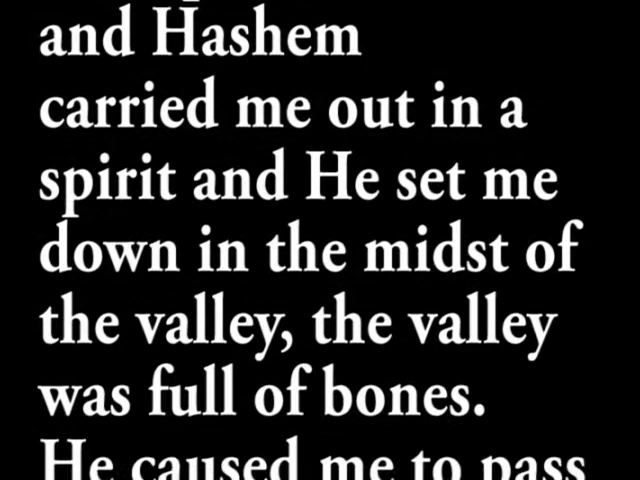 and Hashem
carried me out in a
spirit and He set me
down in the midst of
the valley, the valley
was full of bones.
He caused me to pass